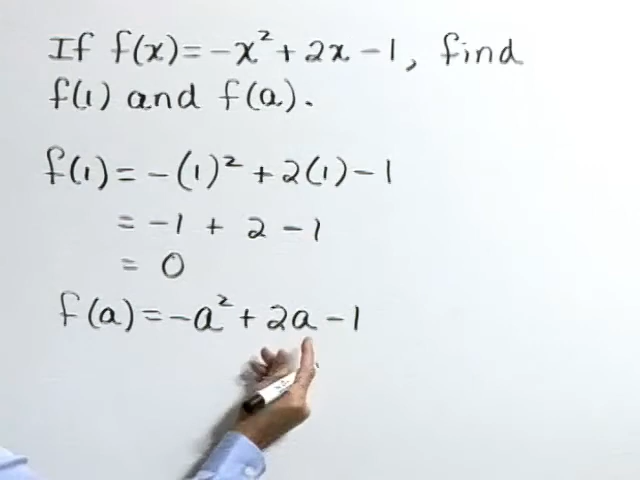 If f(x) = -x² + 2x - 1, find
f(1) and f(a).
f(1) = -(1)² + 2(1) - 1
= -1 + 2 - 1
= 0
f(a) = -a² + 2a - 1